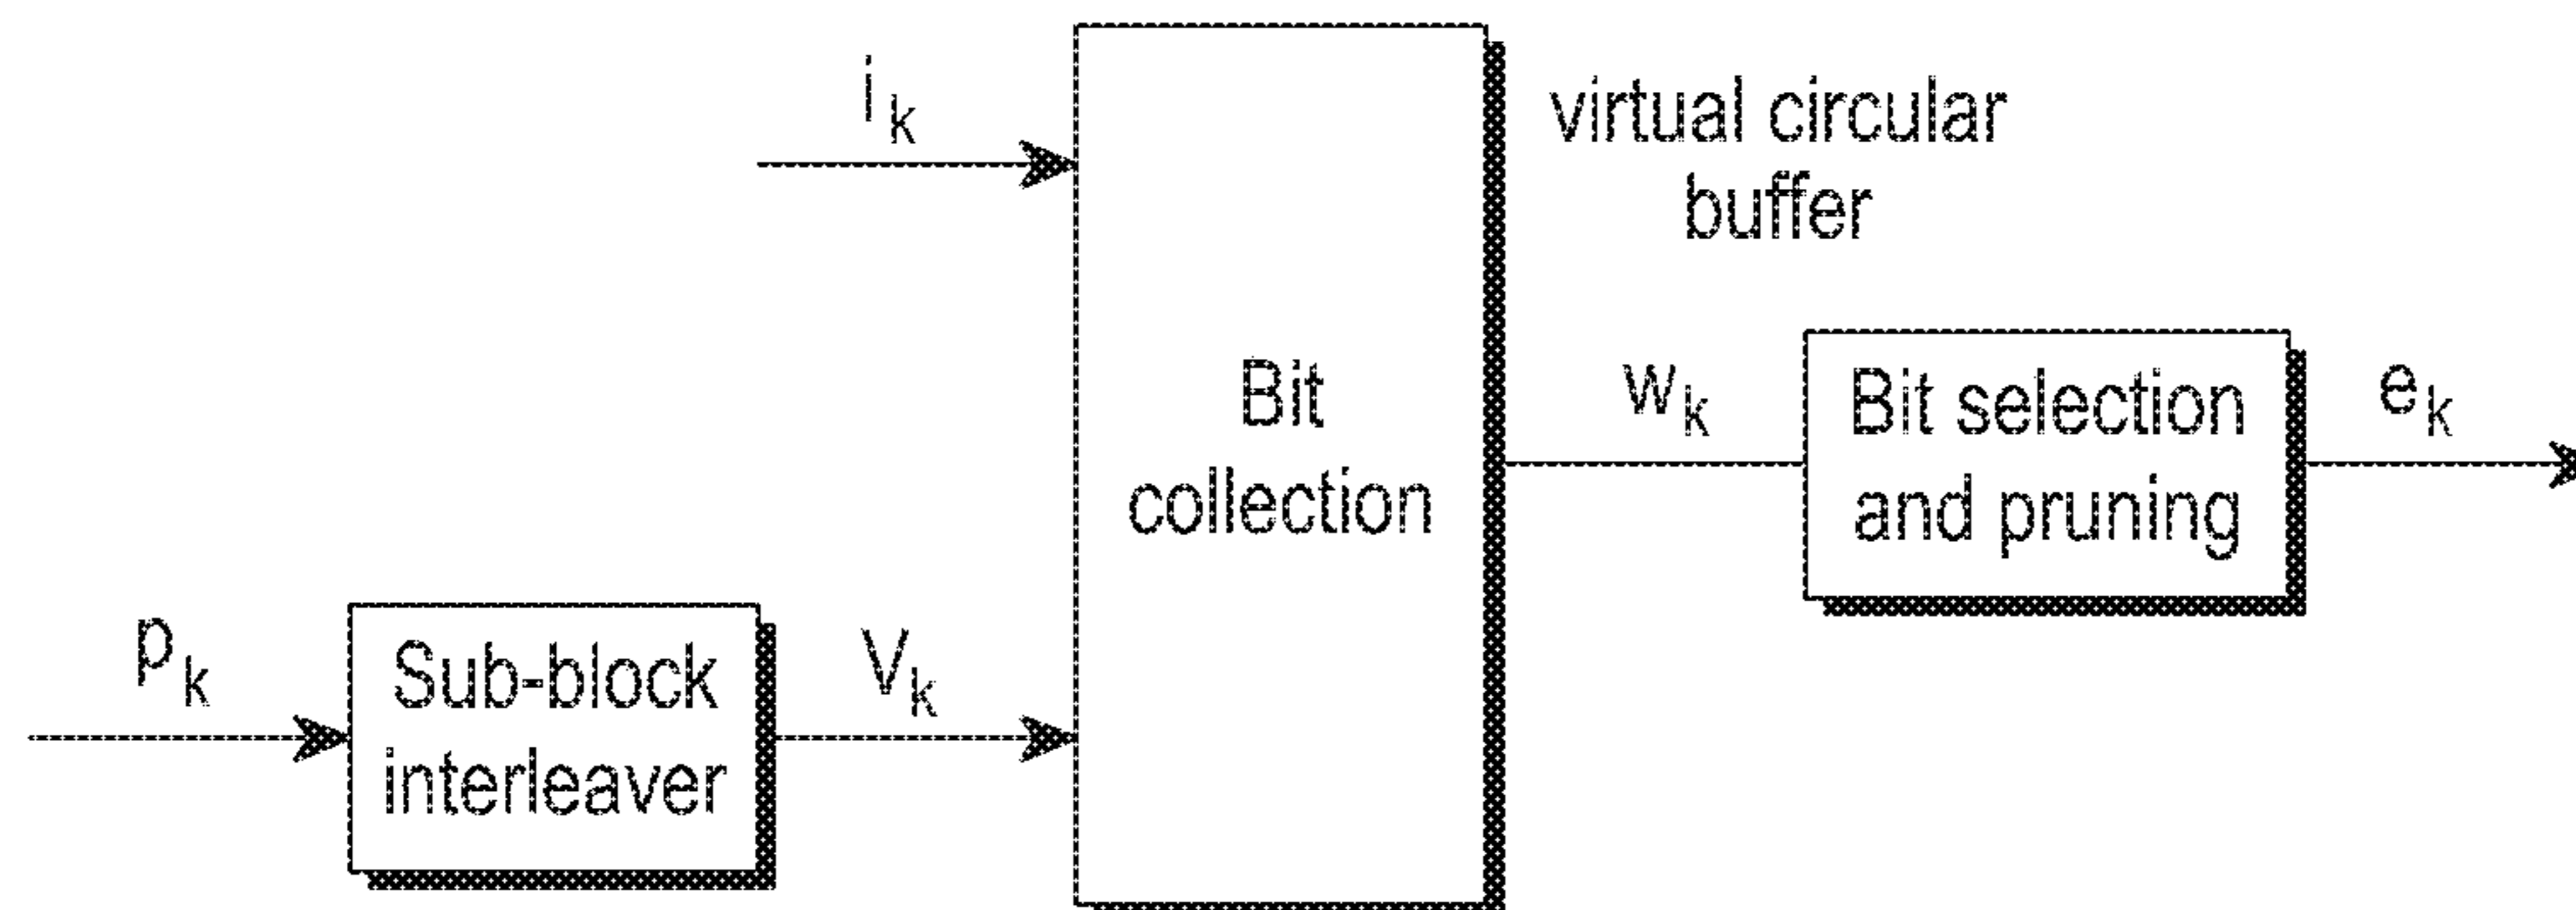 i_k
virtual circular
buffer
Bit
collection
w_k
Bit selection
and pruning
e_k
p_k
Sub-block
interleaver
V_k